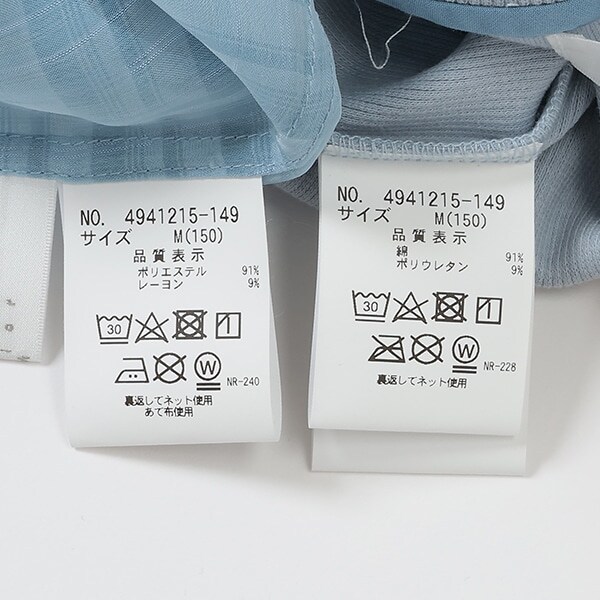 NO. 4941215-149
サイズ M(150)
品質表示
ポリエステル 91%
レーヨン 9%
30
W
NR-240
裏返してネット使用
あて布使用
NO. 4941215-149
サイズ M(150)
品質表示
綿 91%
ポリウレタン 9%
30
W
NR-228
裏返してネット使用